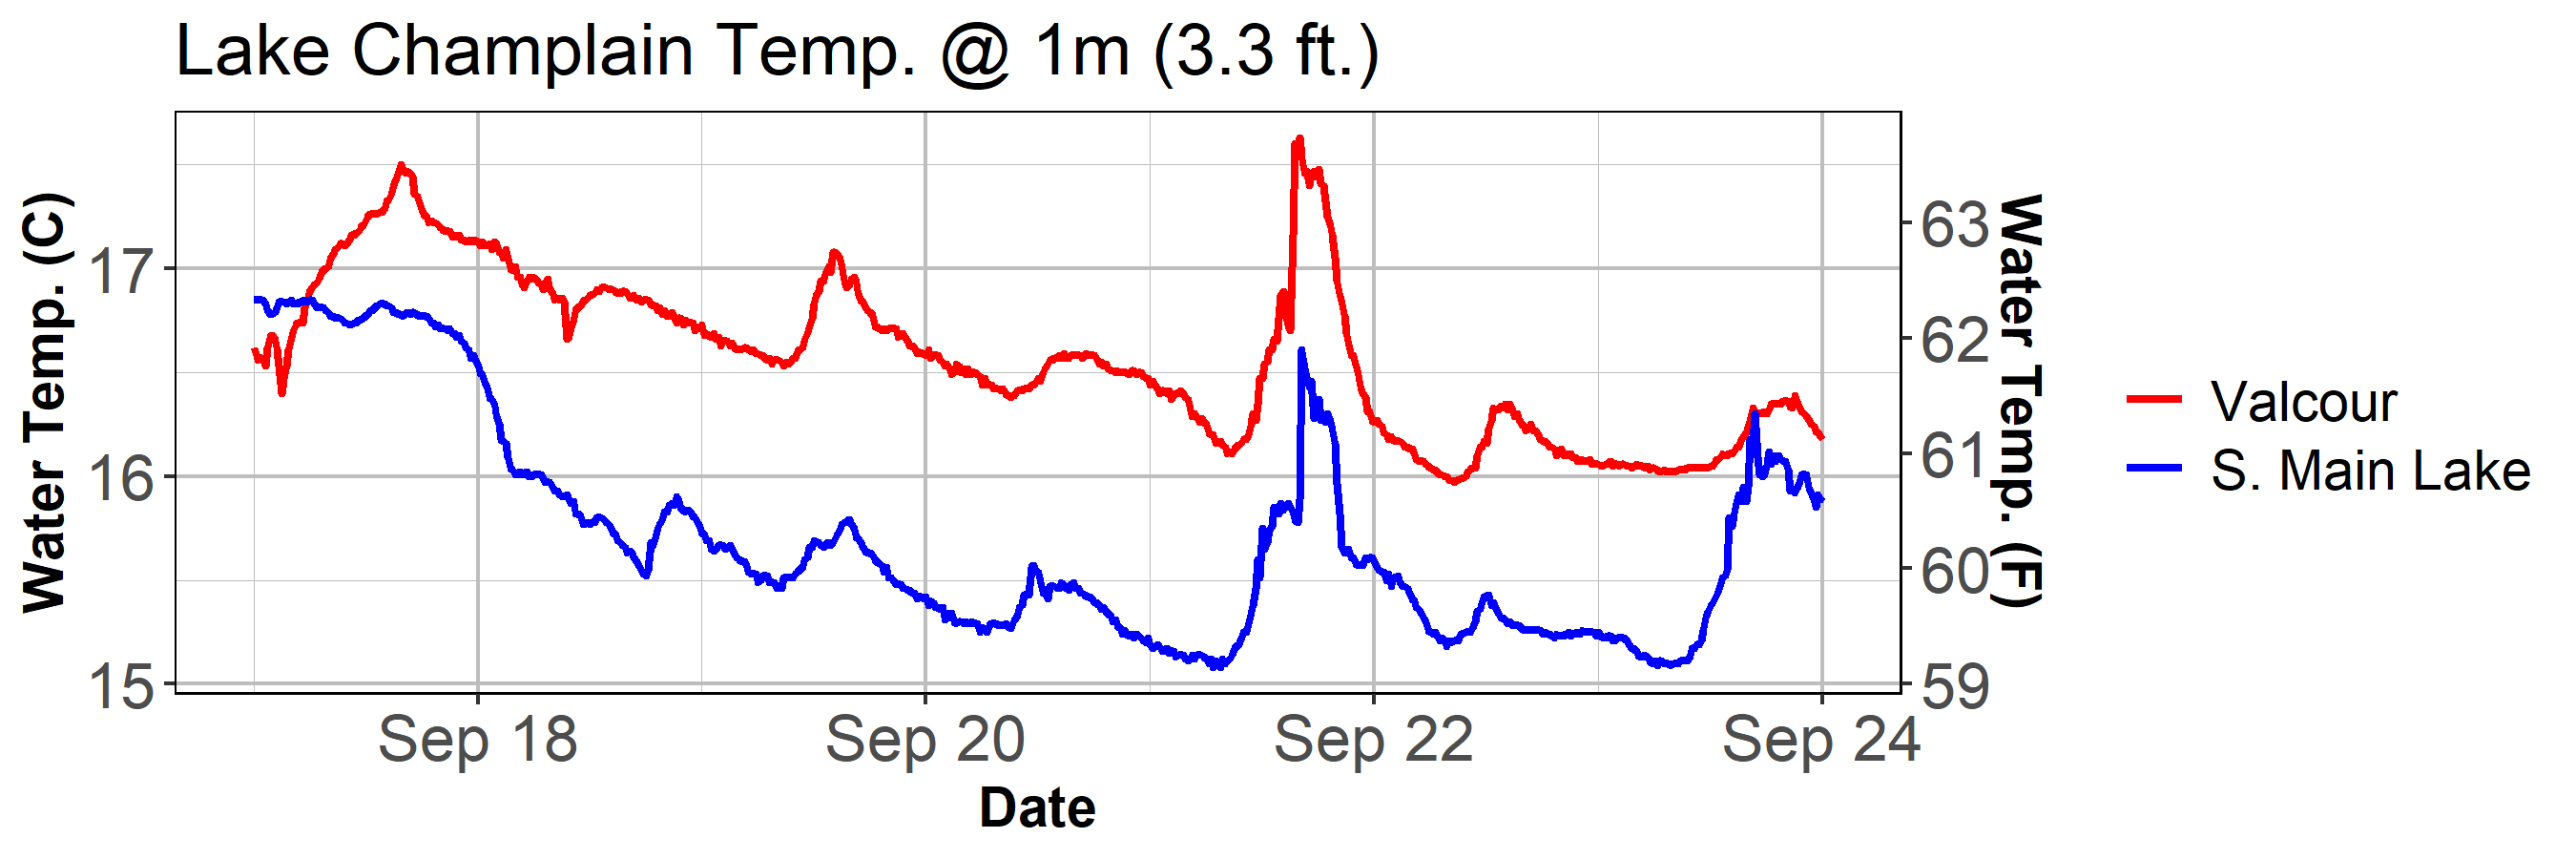 Lake Champlain Temp. @ 1m (3.3 ft.)
Water Temp. (C)
17
16
15
63
62
61
60
59
Water Temp. (F)
Valcour
S. Main Lake
Sep 18
Sep 20
Sep 22
Sep 24
Date